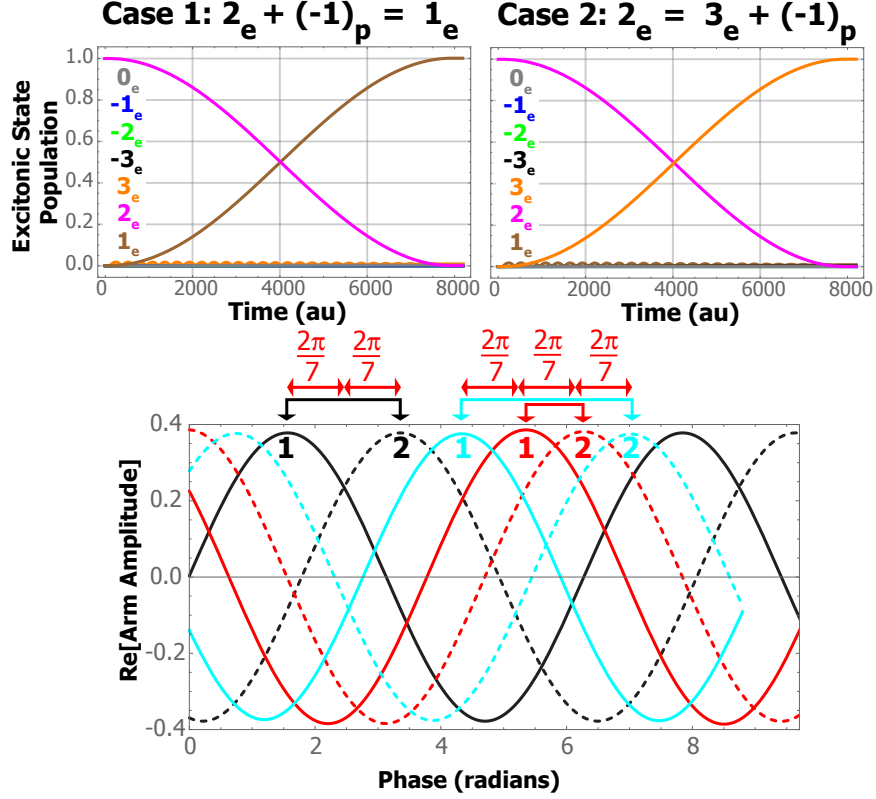 Case 1: 2e + (-1)p = 1e
Case 2: 2e = 3e + (-1)p
Excitonic State
Population
1.0
0.8
0.6
0.4
0.2
0.0
0e
-1e
-2e
-3e
3e
2e
1e
0e
-1e
-2e
-3e
3e
2e
1e
0 2000 4000 6000 8000
0 2000 4000 6000 8000
Time (au)
Time (au)
2π/7 2π/7 2π/7 2π/7 2π/7
Re[Arm Amplitude]
0.4
0.2
0.0
-0.2
-0.4
1 2 1 1 2 2
0 2 4 6 8
Phase (radians)